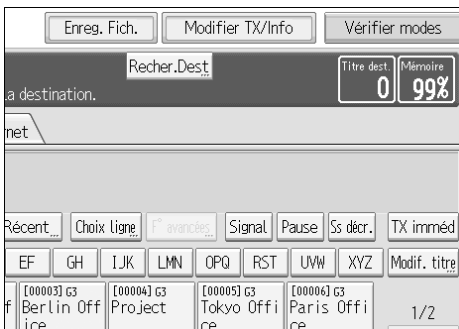 Enreg. Fich. Modifier TX/Info Vérifier modes
Recher.Dest.
Titre dest. Mémoire
a destination. 0 99%
net
Récent Choix ligne F° avancées Signal Pause Ss décr. TX imméd
EF GH IJK LMN OPQ RST UVW XYZ Modif. titre
[00003] G3 [00004] G3 [00005] G3 [00006] G3
f Berlin Off Project Tokyo Offi Paris Offi 1/2
ice ce ce